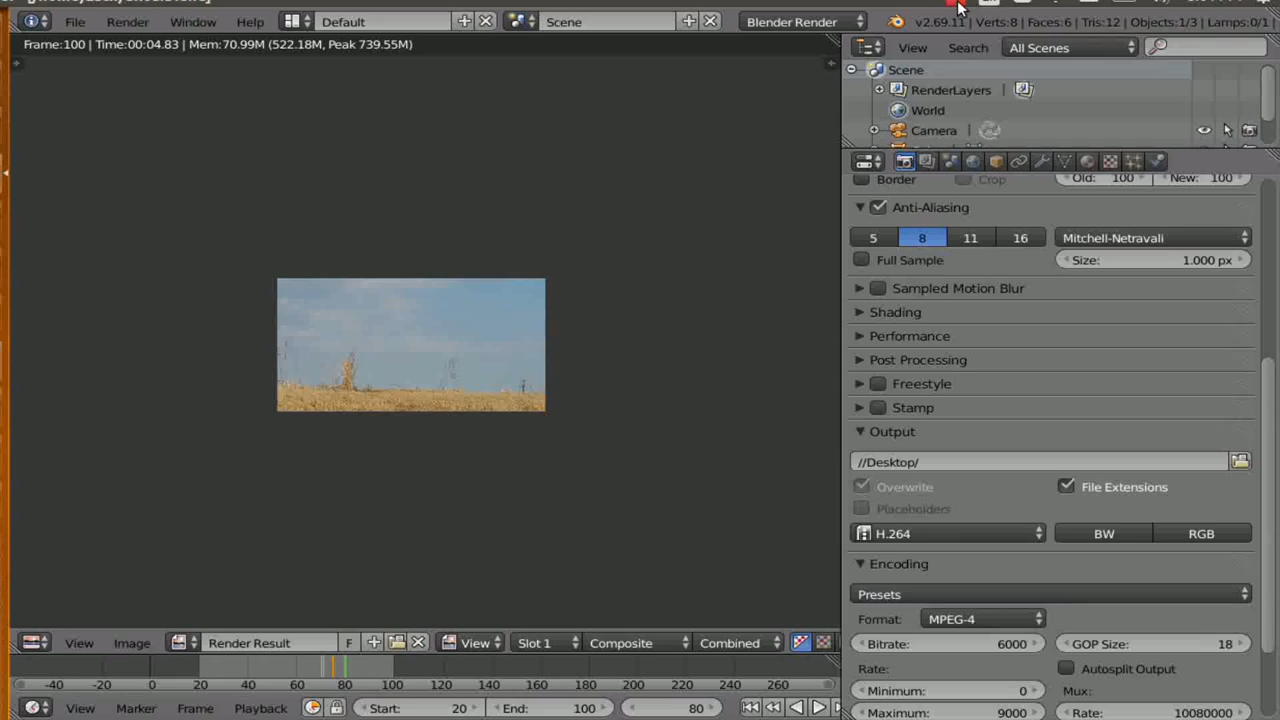 File Render Window Help Default Scene Blender Render v2.69.11 | Verts:8 | Faces:6 | Tris:12 | Objects:1/3 | Lamps:0/1 |
Frame:100 | Time:00:04.83 | Mem:70.99M (522.18M, Peak 739.55M)
View Search All Scenes
Scene
RenderLayers |
World
Camera |
Border Crop Old: 100 New: 100
Anti-Aliasing
5 8 11 16 Mitchell-Netravali
Full Sample Size: 1.000 px
Sampled Motion Blur
Shading
Performance
Post Processing
Freestyle
Stamp
Output
//Desktop/
Overwrite File Extensions
Placeholders
H.264 BW RGB
Encoding
Presets
Format: MPEG-4
Bitrate: 6000 GOP Size: 18
Rate: Autosplit Output
Minimum: 0 Mux:
Maximum: 9000 Rate: 10080000
View Image Render Result F View Slot 1 Composite Combined
-40 -20 0 20 40 60 80 100 120 140 160 180 200 220 240 260
View Marker Frame Playback Start: 20 End: 100 80